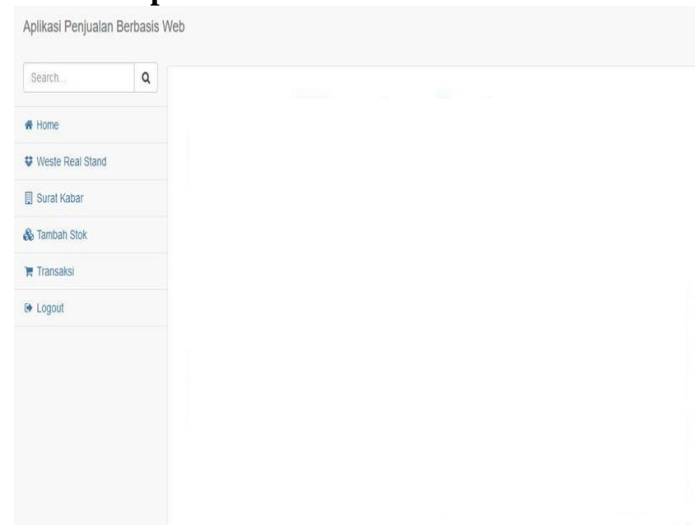 Aplikasi Penjualan Berbasis Web
Search...
Home
Weste Real Stand
Surat Kabar
Tambah Stok
Transaksi
Logout